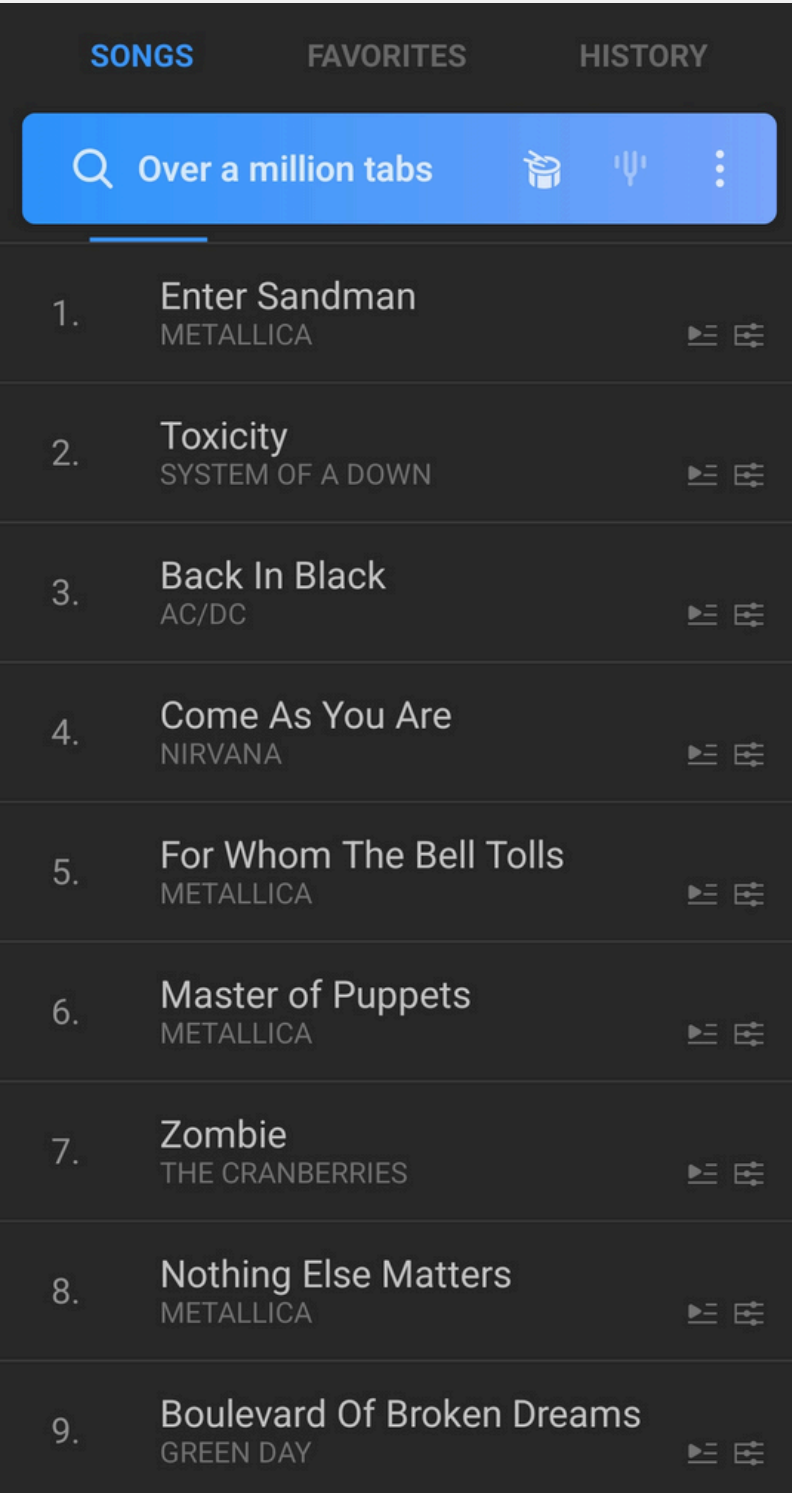 SONGS FAVORITES HISTORY
Over a million tabs
1. Enter Sandman
METALLICA
2. Toxicity
SYSTEM OF A DOWN
3. Back In Black
AC/DC
4. Come As You Are
NIRVANA
5. For Whom The Bell Tolls
METALLICA
6. Master of Puppets
METALLICA
7. Zombie
THE CRANBERRIES
8. Nothing Else Matters
METALLICA
9. Boulevard Of Broken Dreams
GREEN DAY